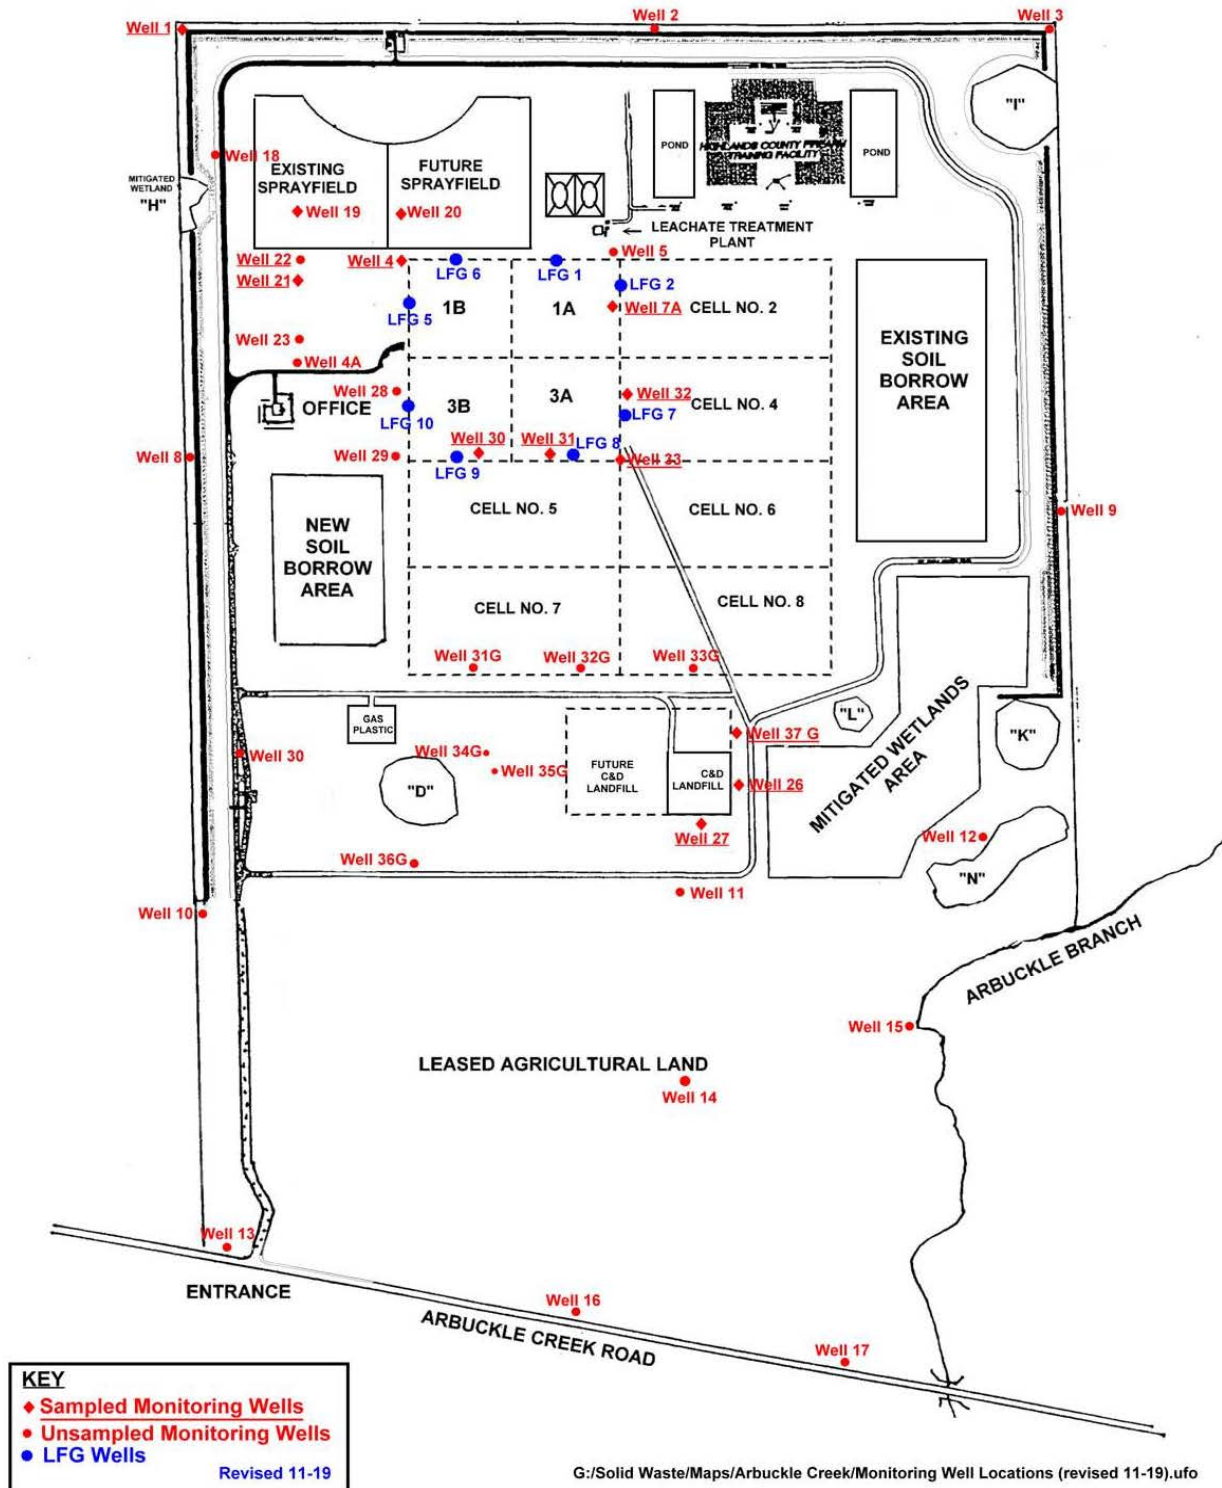 Well 1
Well 2
Well 3
"I"
POND
HIGHLANDS COUNTY FIREARM
TRAINING FACILITY
POND
Well 18
MITIGATED
WETLAND
"H"
EXISTING
SPRAYFIELD
FUTURE
SPRAYFIELD
Well 19
Well 20
LEACHATE TREATMENT
PLANT
Well 22
Well 4
Well 5
LFG 6
LFG 1
Well 21
LFG 2
LFG 5
1B
1A
Well 7A
CELL NO. 2
Well 23
EXISTING
SOIL
BORROW
AREA
Well 4A
Well 28
Well 32
OFFICE
LFG 10
3B
3A
LFG 7
CELL NO. 4
Well 8
Well 29
Well 30
Well 31
LFG 8
Well 33
LFG 9
CELL NO. 5
CELL NO. 6
Well 9
NEW
SOIL
BORROW
AREA
CELL NO. 7
CELL NO. 8
Well 31G
Well 32G
Well 33G
GAS
PLASTIC
"L"
MITIGATED WETLANDS
AREA
"K"
Well 30
Well 34G
Well 35G
Well 37 G
FUTURE
C&D
LANDFILL
C&D
LANDFILL
Well 26
"D"
Well 27
Well 12
Well 36G
"N"
Well 11
Well 10
ARBUCKLE BRANCH
Well 15
LEASED AGRICULTURAL LAND
Well 14
Well 13
ENTRANCE
Well 16
ARBUCKLE CREEK ROAD
Well 17
KEY
Sampled Monitoring Wells
Unsampled Monitoring Wells
LFG Wells
Revised 11-19
G:/Solid Waste/Maps/Arbuckle Creek/Monitoring Well Locations (revised 11-19).ufo